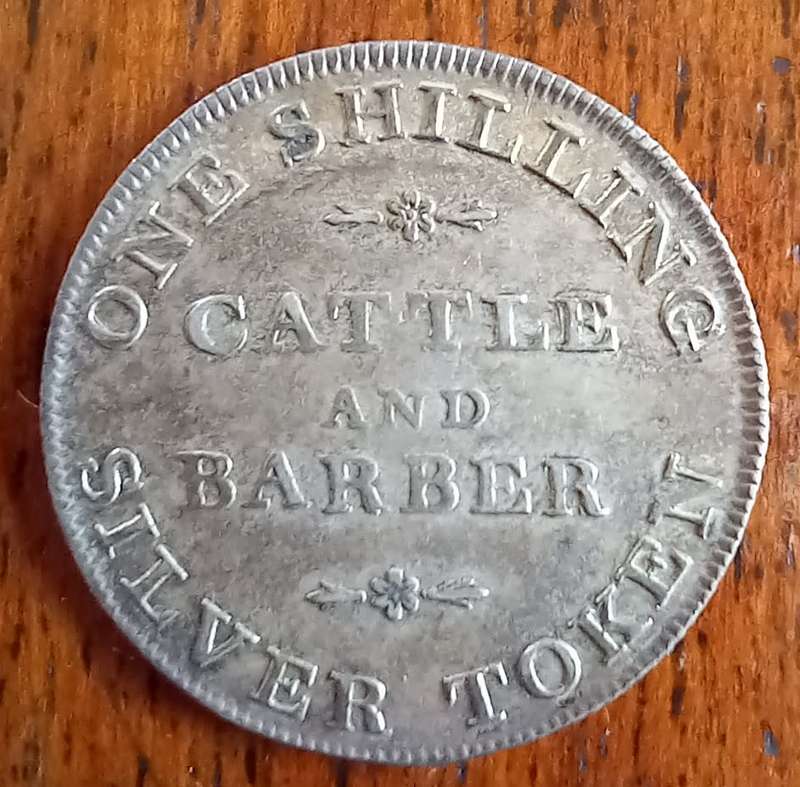 ONE SHILLING
CATTLE
AND
BARBER
SILVER TOKEN